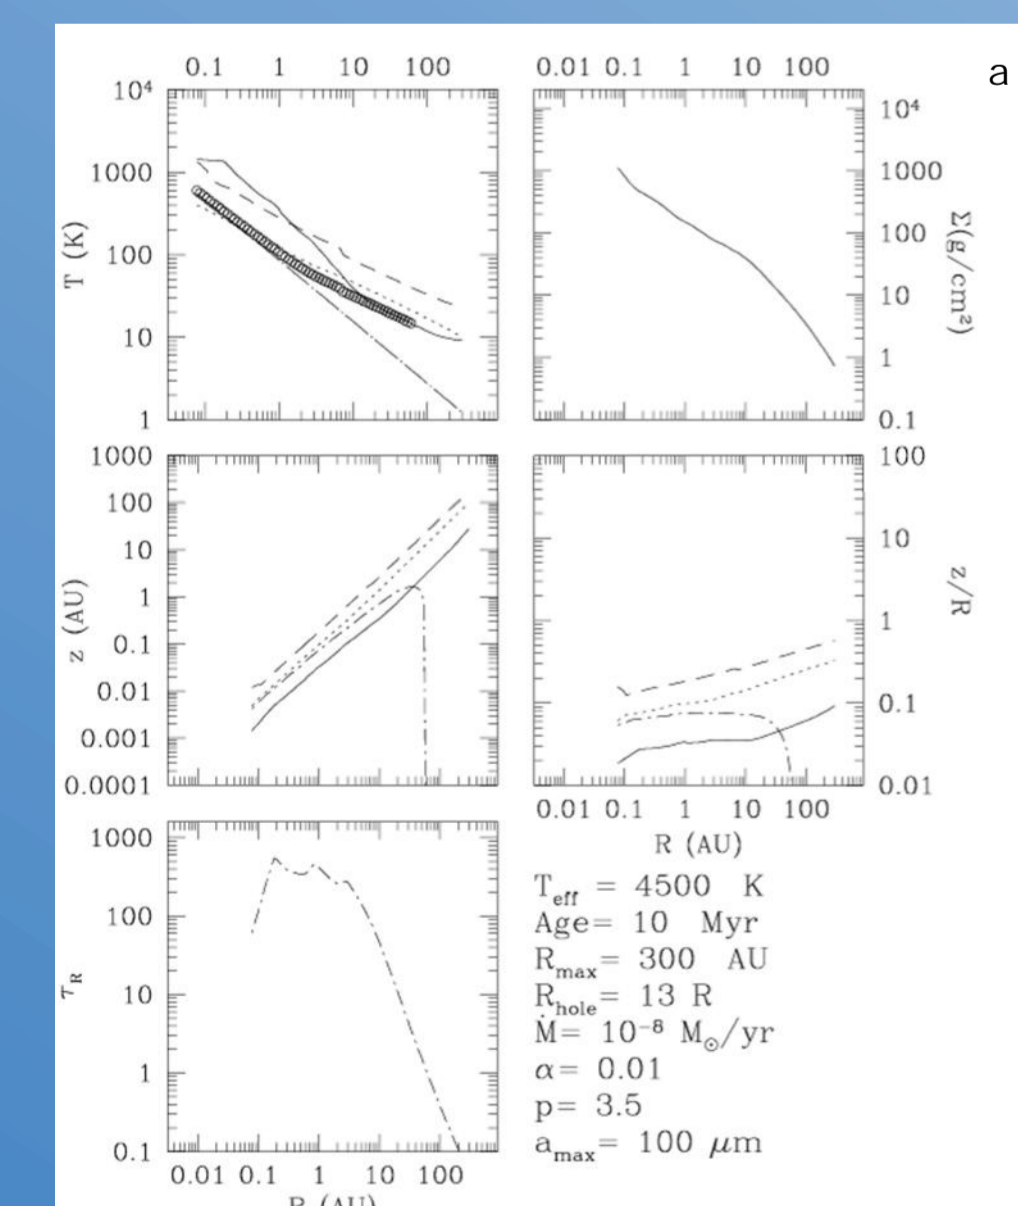 0.1 1 10 100
0.01 0.1 1 10 100
a
10⁴
1000
100
10
1
T (K)
10⁴
1000
100
10
1
0.1
Σ(g/cm²)
1000
100
10
1
0.1
0.01
0.001
0.0001
z (AU)
100
10
1
0.1
0.01
z/R
0.01 0.1 1 10 100
R (AU)
1000
100
10
1
0.1
τ_R
0.01 0.1 1 10 100
R (AU)
T_eff = 4500 K
Age= 10 Myr
R_max= 300 AU
R_hole= 13 R
Ṁ= 10⁻⁸ M_⊙/yr
α= 0.01
p= 3.5
a_max= 100 μm